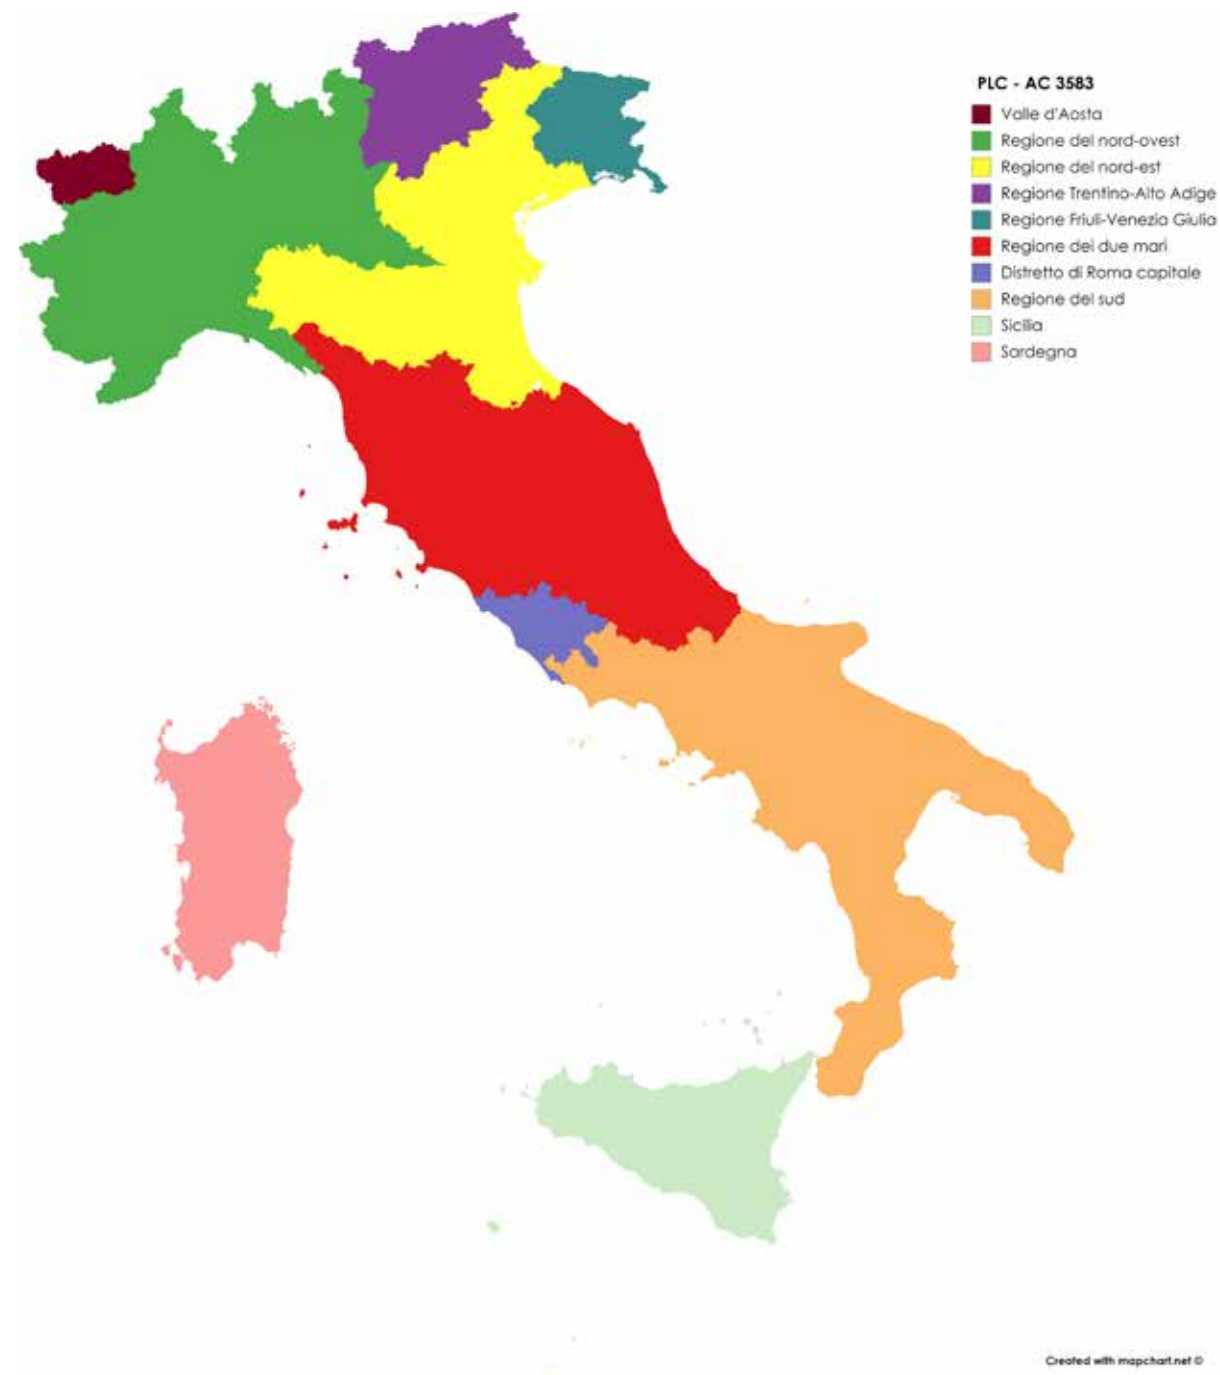 PLC - AC 3583
Valle d'Aosta
Regione del nord-ovest
Regione del nord-est
Regione Trentino-Alto Adige
Regione Friuli-Venezia Giulia
Regione dei due mari
Distretto di Roma capitale
Regione del sud
Sicilia
Sardegna
Created with mapchart.net ©